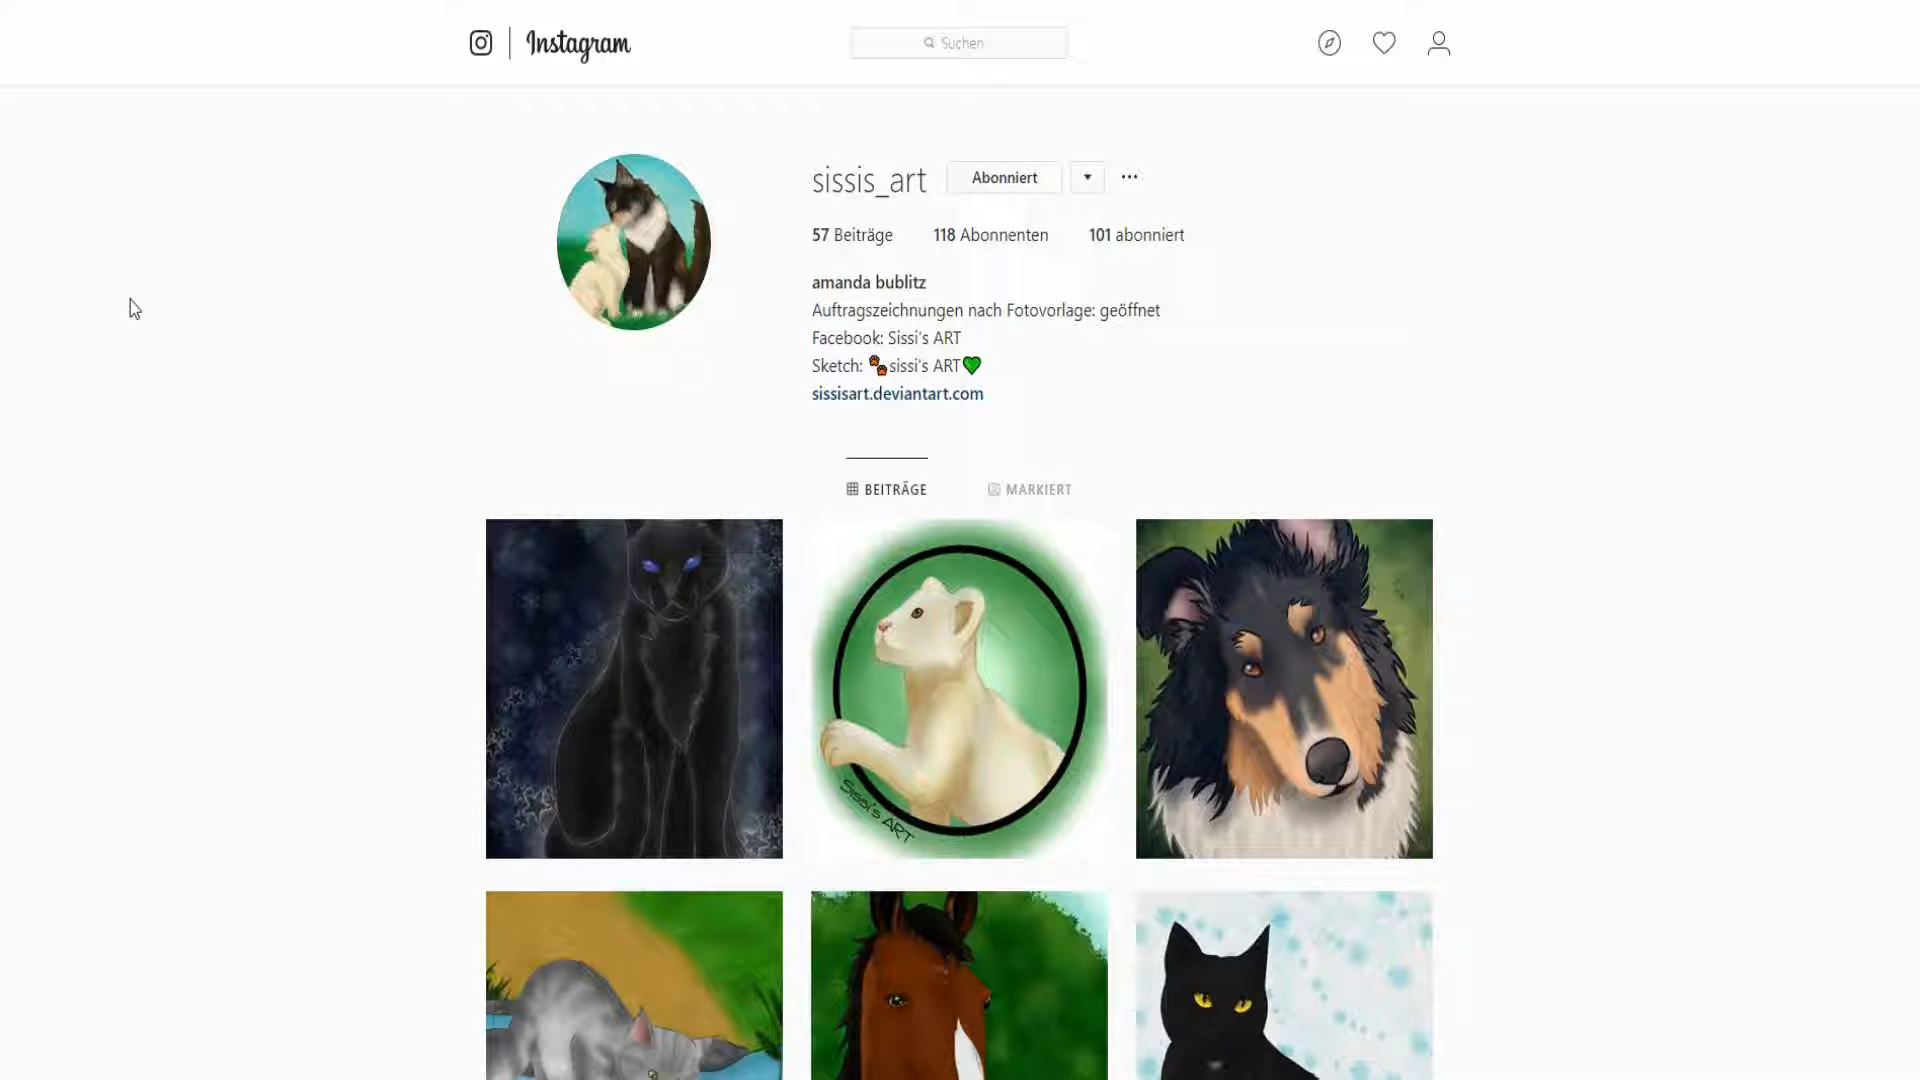 Instagram
Suchen
sissis_art Abonniert
57 Beiträge 118 Abonnenten 101 abonniert
amanda bublitz
Auftragszeichnungen nach Fotovorlage: geöffnet
Facebook: Sissi's ART
Sketch: 🐾sissi's ART💚
sissisart.deviantart.com
BEITRÄGE MARKIERT
Sissi's ART